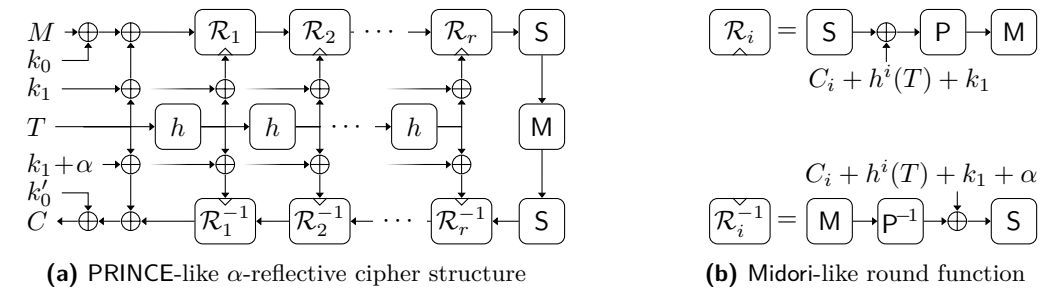 M R₁ R₂ ··· Rᵣ S
k₀
k₁
T h h ··· h M
k₁+α
k′₀
C R₁⁻¹ R₂⁻¹ ··· Rᵣ⁻¹ S
(a) PRINCE-like α-reflective cipher structure
Rᵢ = S P M
Cᵢ + hⁱ(T) + k₁
Cᵢ + hⁱ(T) + k₁ + α
Rᵢ⁻¹ = M P⁻¹ S
(b) Midori-like round function